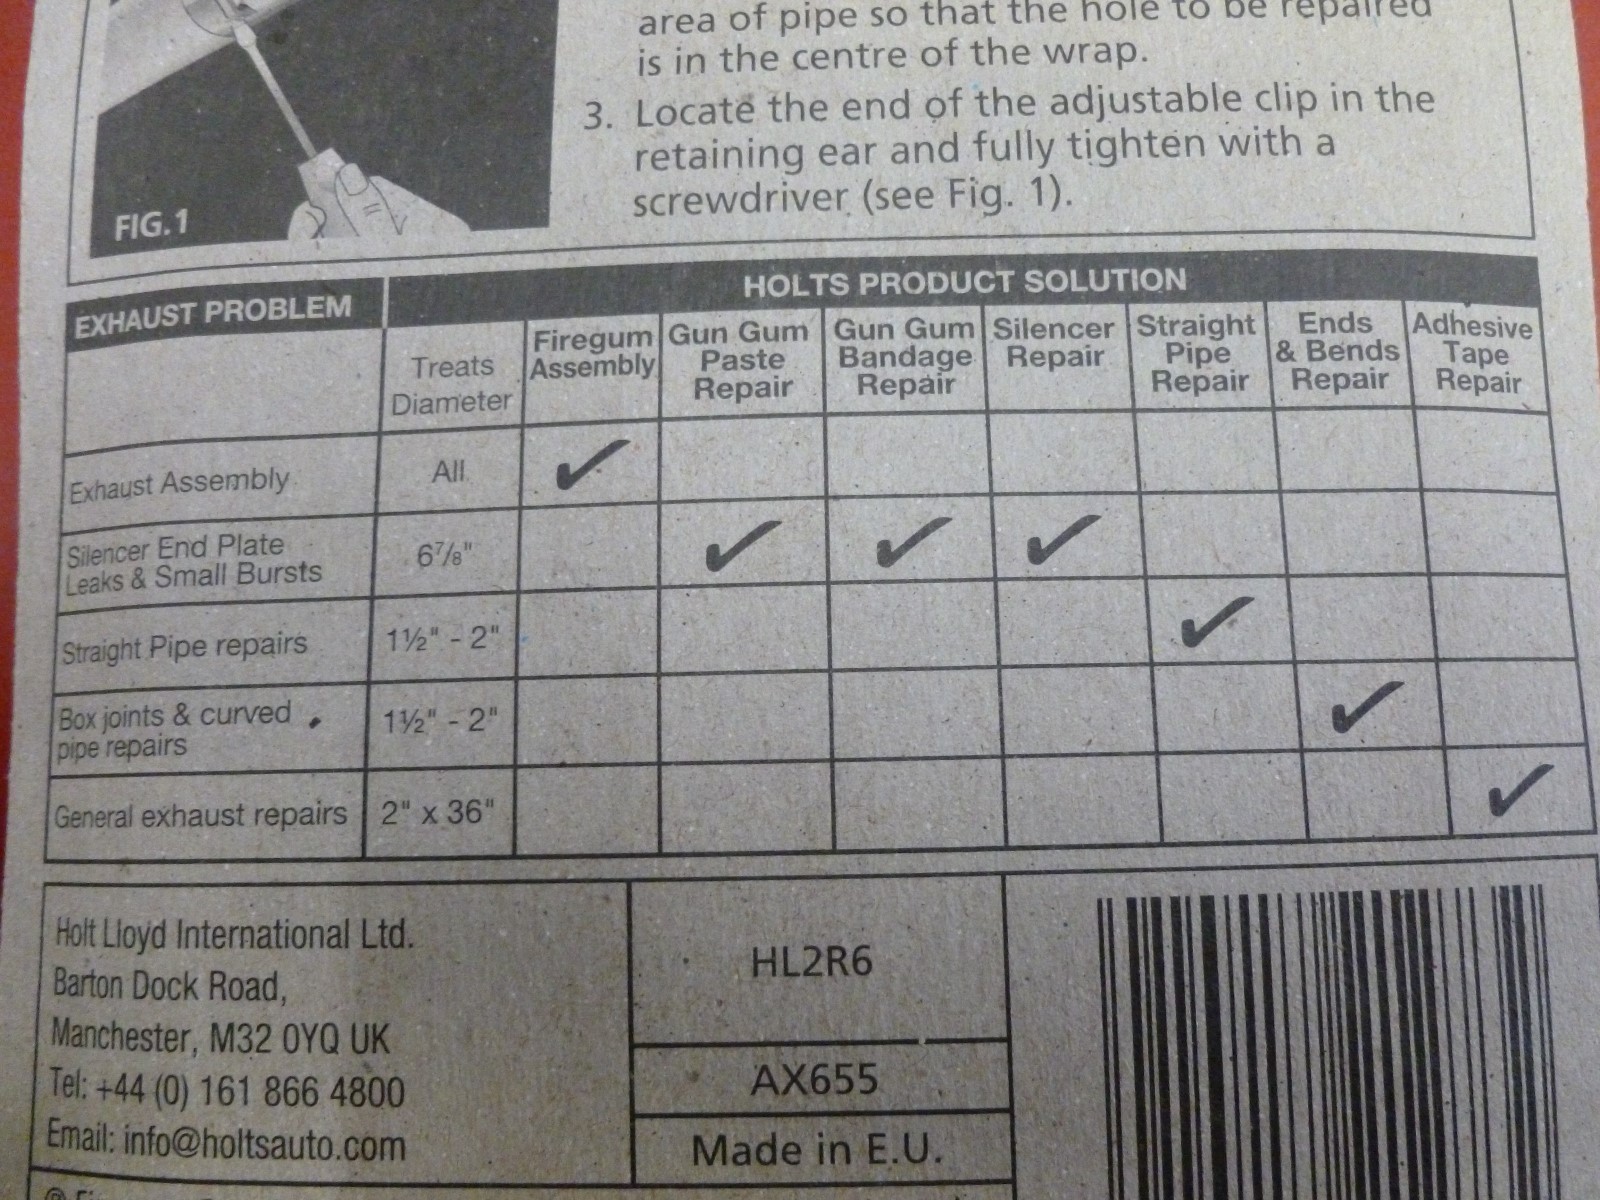 area of pipe so that the hole to be repaired
is in the centre of the wrap.
3. Locate the end of the adjustable clip in the
retaining ear and fully tighten with a
screwdriver (see Fig. 1).
FIG.1
EXHAUST PROBLEM
HOLTS PRODUCT SOLUTION
Treats
Diameter
Firegum
Assembly
Gun Gum
Paste
Repair
Gun Gum
Bandage
Repair
Silencer
Repair
Straight
Pipe
Repair
Ends
& Bends
Repair
Adhesive
Tape
Repair
Exhaust Assembly All ✔
Silencer End Plate
Leaks & Small Bursts 6⅞" ✔ ✔ ✔
Straight Pipe repairs 1½" - 2" ✔
Box joints & curved
pipe repairs 1½" - 2" ✔
General exhaust repairs 2" x 36" ✔
Holt Lloyd International Ltd.
Barton Dock Road,
Manchester, M32 0YQ UK
Tel: +44 (0) 161 866 4800
Email: info@holtsauto.com
HL2R6
AX655
Made in E.U.